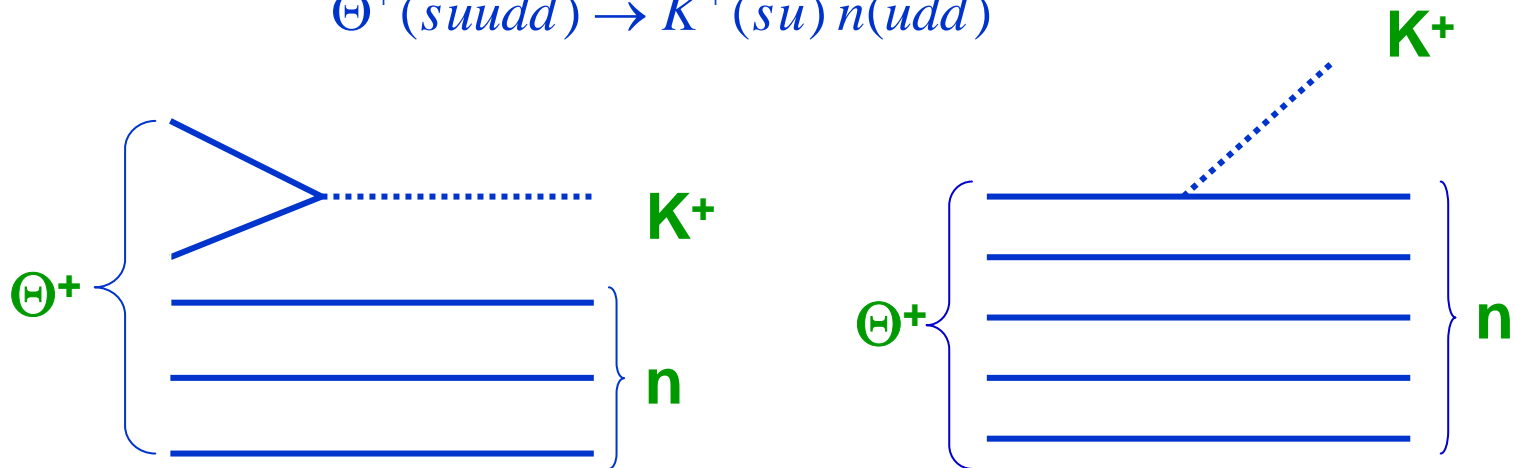 Θ⁺(suudd) → K⁺(su) n(udd)
K⁺
K⁺
Θ⁺
Θ⁺
n
n